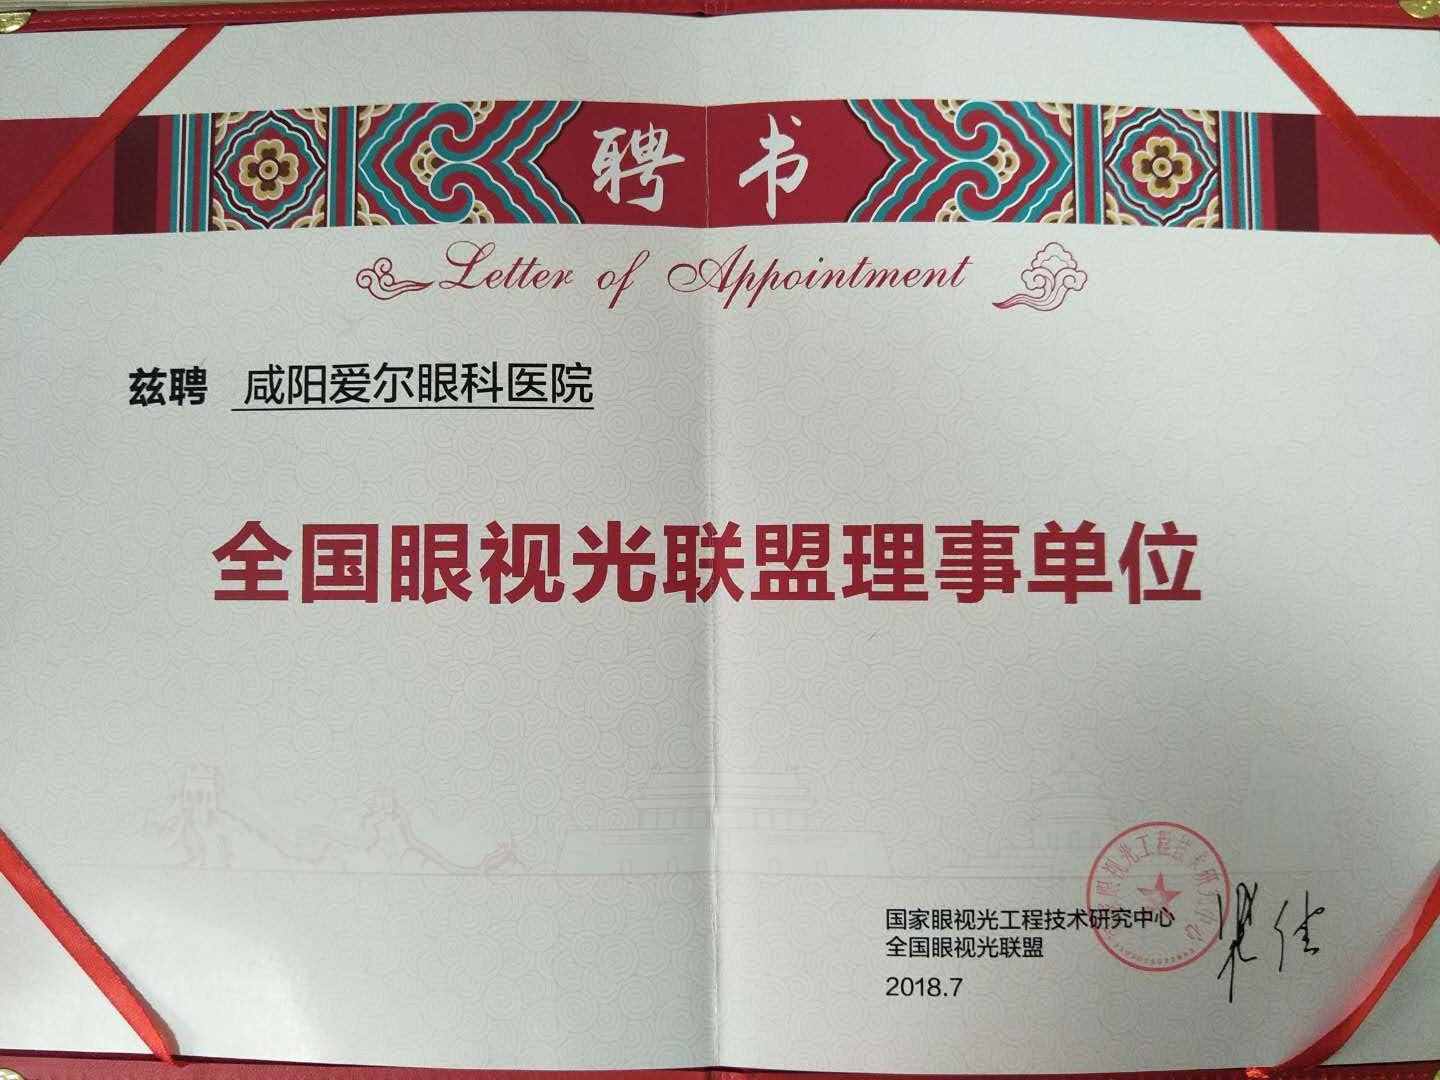 聘书
Letter of Appointment
兹聘 咸阳爱尔眼科医院
全国眼视光联盟理事单位
国家眼视光工程技术研究中心
全国眼视光联盟
2018.7